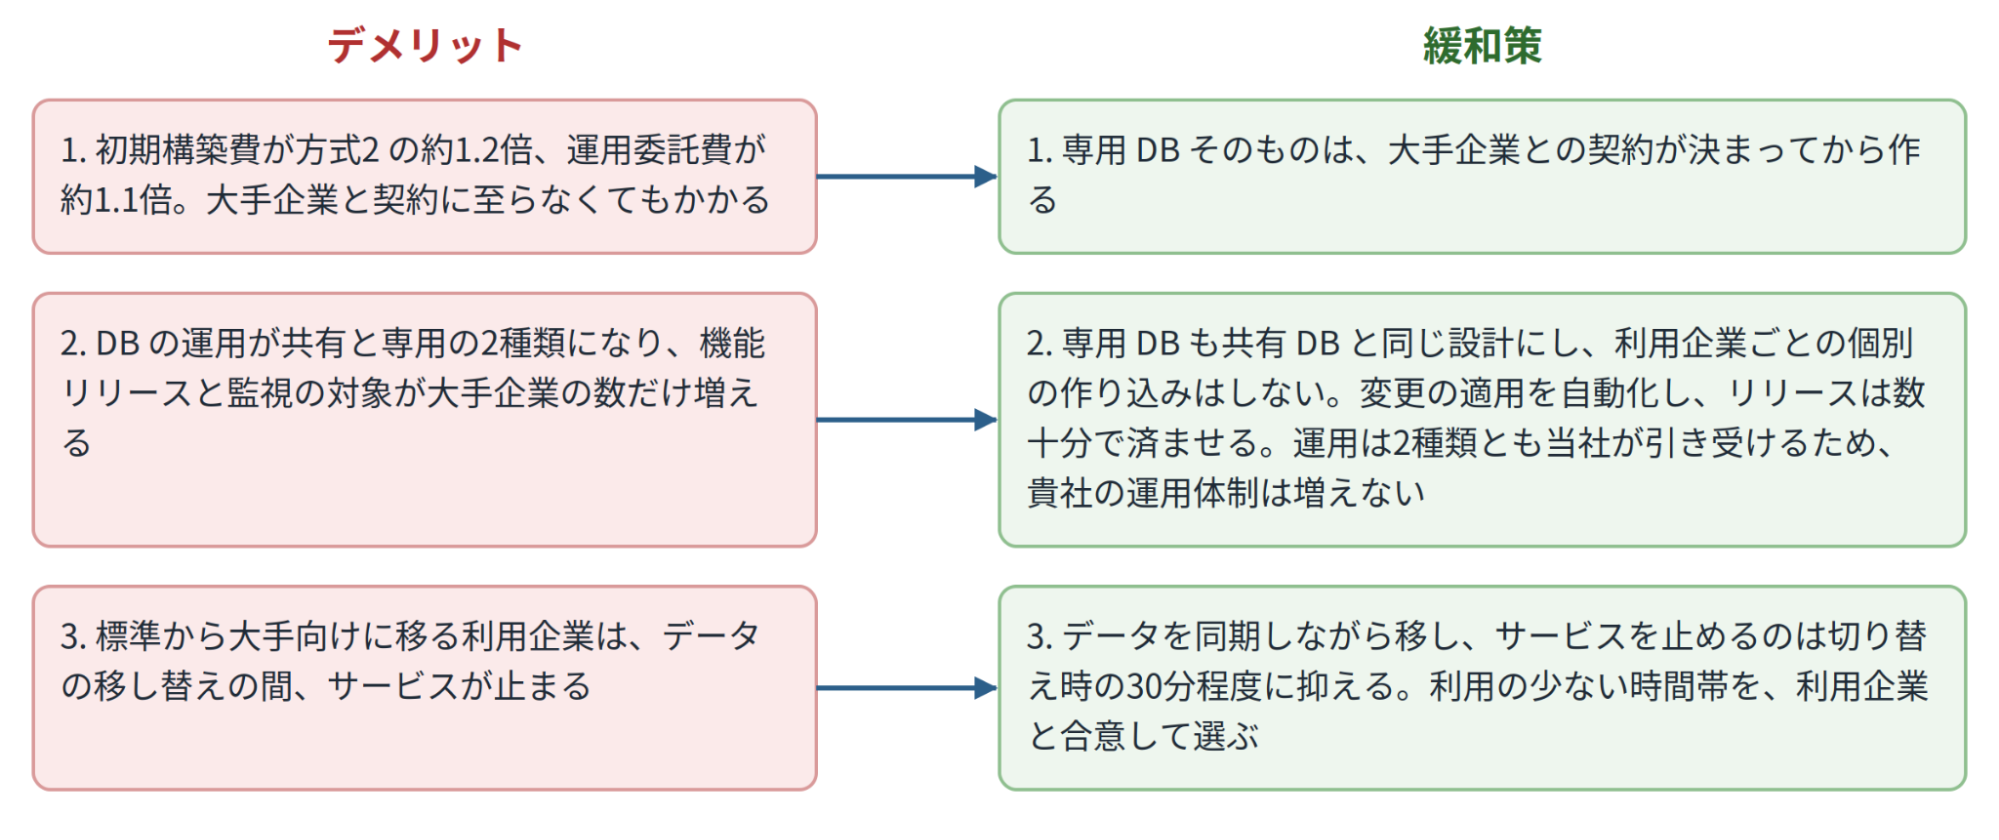 デメリット
緩和策
1. 初期構築費が方式2 の約1.2倍、運用委託費が
約1.1倍。大手企業と契約に至らなくてもかかる
1. 専用 DB そのものは、大手企業との契約が決まってから作
る
2. DB の運用が共有と専用の2種類になり、機能
リリースと監視の対象が大手企業の数だけ増え
る
2. 専用 DB も共有 DB と同じ設計にし、利用企業ごとの個別
の作り込みはしない。変更の適用を自動化し、リリースは数
十分で済ませる。運用は2種類とも当社が引き受けるため、
貴社の運用体制は増えない
3. 標準から大手向けに移る利用企業は、データ
の移し替えの間、サービスが止まる
3. データを同期しながら移し、サービスを止めるのは切り替
え時の30分程度に抑える。利用の少ない時間帯を、利用企業
と合意して選ぶ